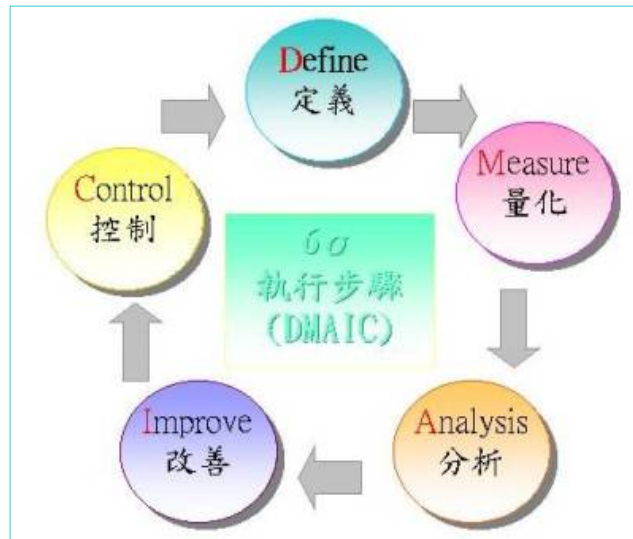 Define
定義
Measure
量化
Analysis
分析
Improve
改善
Control
控制
6σ
執行步驟
(DMAIC)